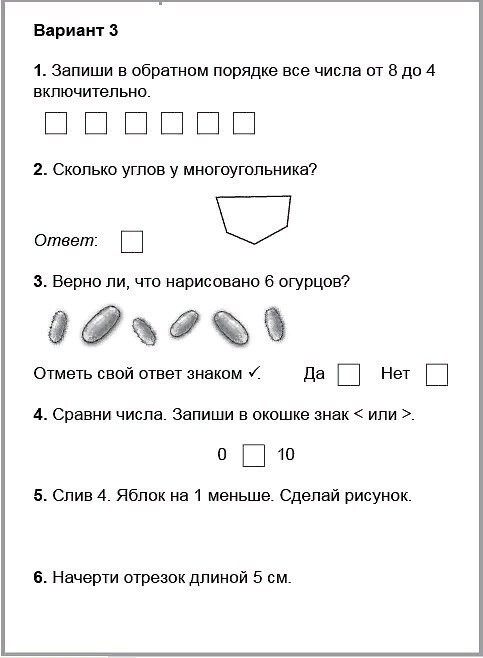 Вариант 3
1. Запиши в обратном порядке все числа от 8 до 4
включительно.
2. Сколько углов у многоугольника?
Ответ:
3. Верно ли, что нарисовано 6 огурцов?
Отметь свой ответ знаком ✓. Да Нет
4. Сравни числа. Запиши в окошке знак < или >.
0 10
5. Слив 4. Яблок на 1 меньше. Сделай рисунок.
6. Начерти отрезок длиной 5 см.